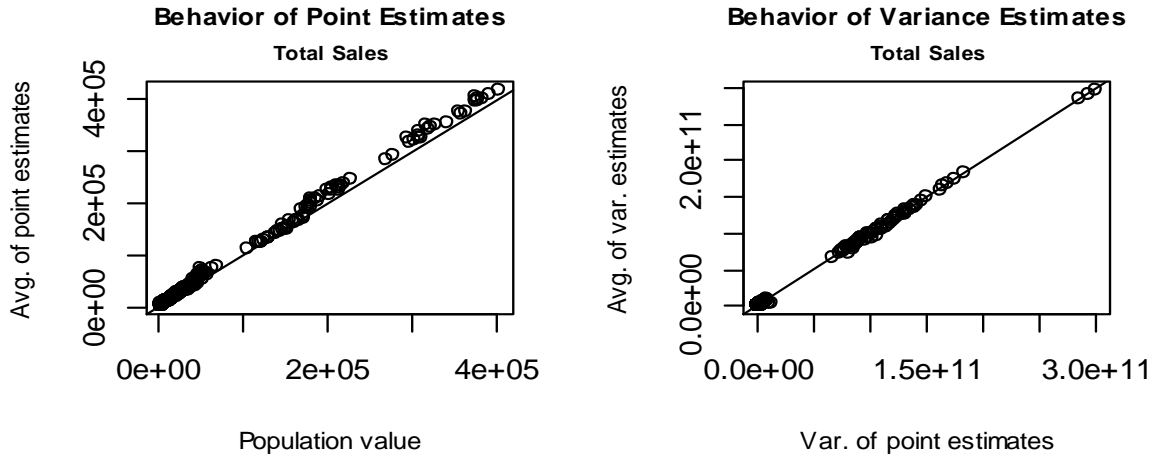 Behavior of Point Estimates
Total Sales
Avg. of point estimates
0e+00 2e+05 4e+05
0e+00 2e+05 4e+05
Population value
Behavior of Variance Estimates
Total Sales
Avg. of var. estimates
0.0e+00 2.0e+11
0.0e+00 1.5e+11 3.0e+11
Var. of point estimates